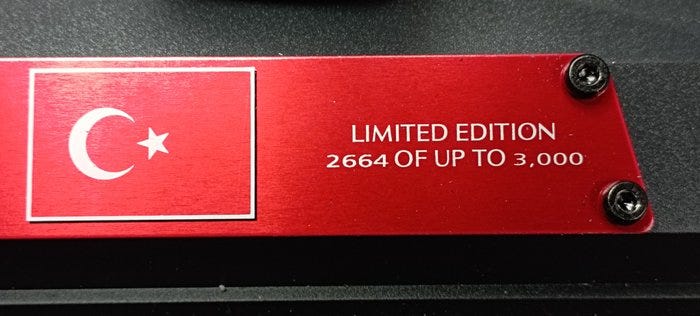 LIMITED EDITION
2664 OF UP TO 3,000